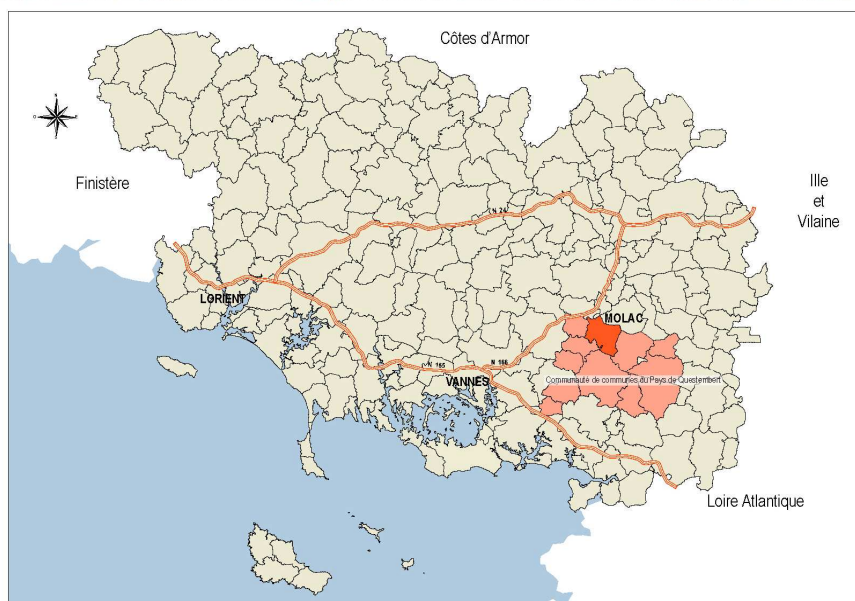 Côtes d'Armor
N
O
E
S
Finistère
Ille
et
Vilaine
N 24
LORIENT
MOLAC
N 165
N 166
VANNES
Communauté de communes du Pays de Questembert
Loire Atlantique